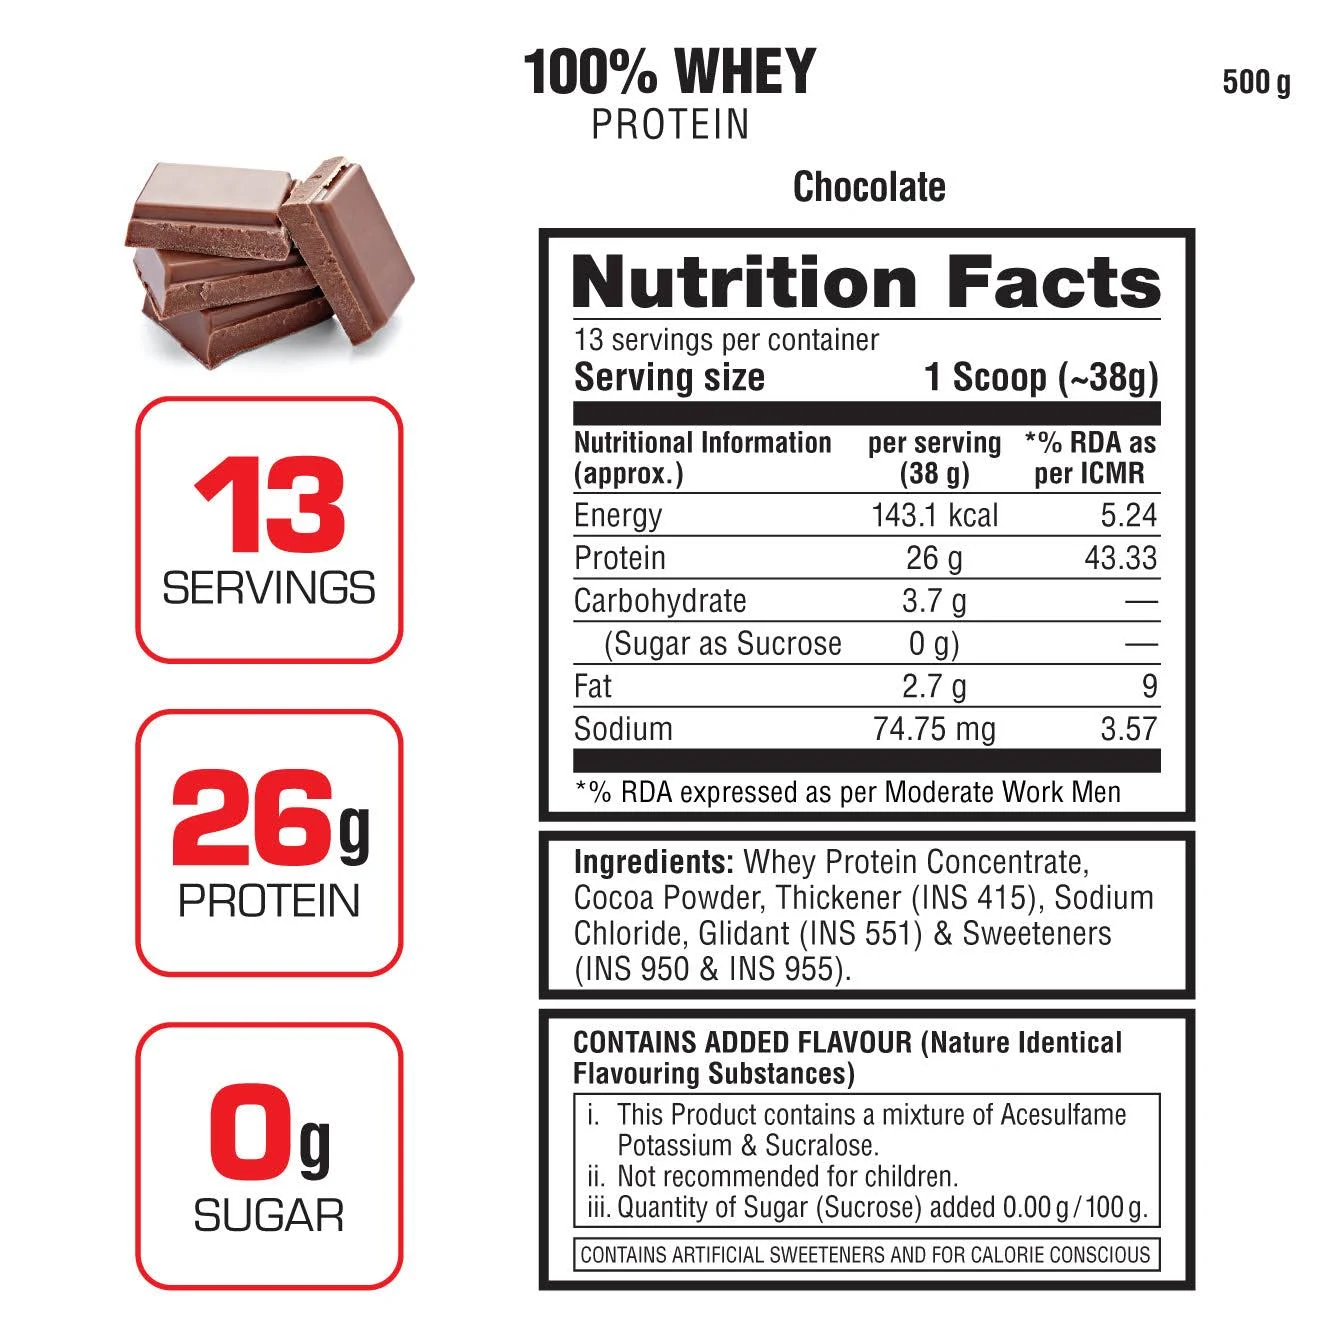 100% WHEY
PROTEIN
500 g
Chocolate
13
SERVINGS
26g
PROTEIN
0g
SUGAR
Nutrition Facts
13 servings per container
Serving size 1 Scoop (~38g)
Nutritional Information per serving *% RDA as
(approx.) (38 g) per ICMR
Energy 143.1 kcal 5.24
Protein 26 g 43.33
Carbohydrate 3.7 g —
(Sugar as Sucrose 0 g) —
Fat 2.7 g 9
Sodium 74.75 mg 3.57
*% RDA expressed as per Moderate Work Men
Ingredients: Whey Protein Concentrate,
Cocoa Powder, Thickener (INS 415), Sodium
Chloride, Glidant (INS 551) & Sweeteners
(INS 950 & INS 955).
CONTAINS ADDED FLAVOUR (Nature Identical
Flavouring Substances)
i. This Product contains a mixture of Acesulfame
Potassium & Sucralose.
ii. Not recommended for children.
iii. Quantity of Sugar (Sucrose) added 0.00 g / 100 g.
CONTAINS ARTIFICIAL SWEETENERS AND FOR CALORIE CONSCIOUS